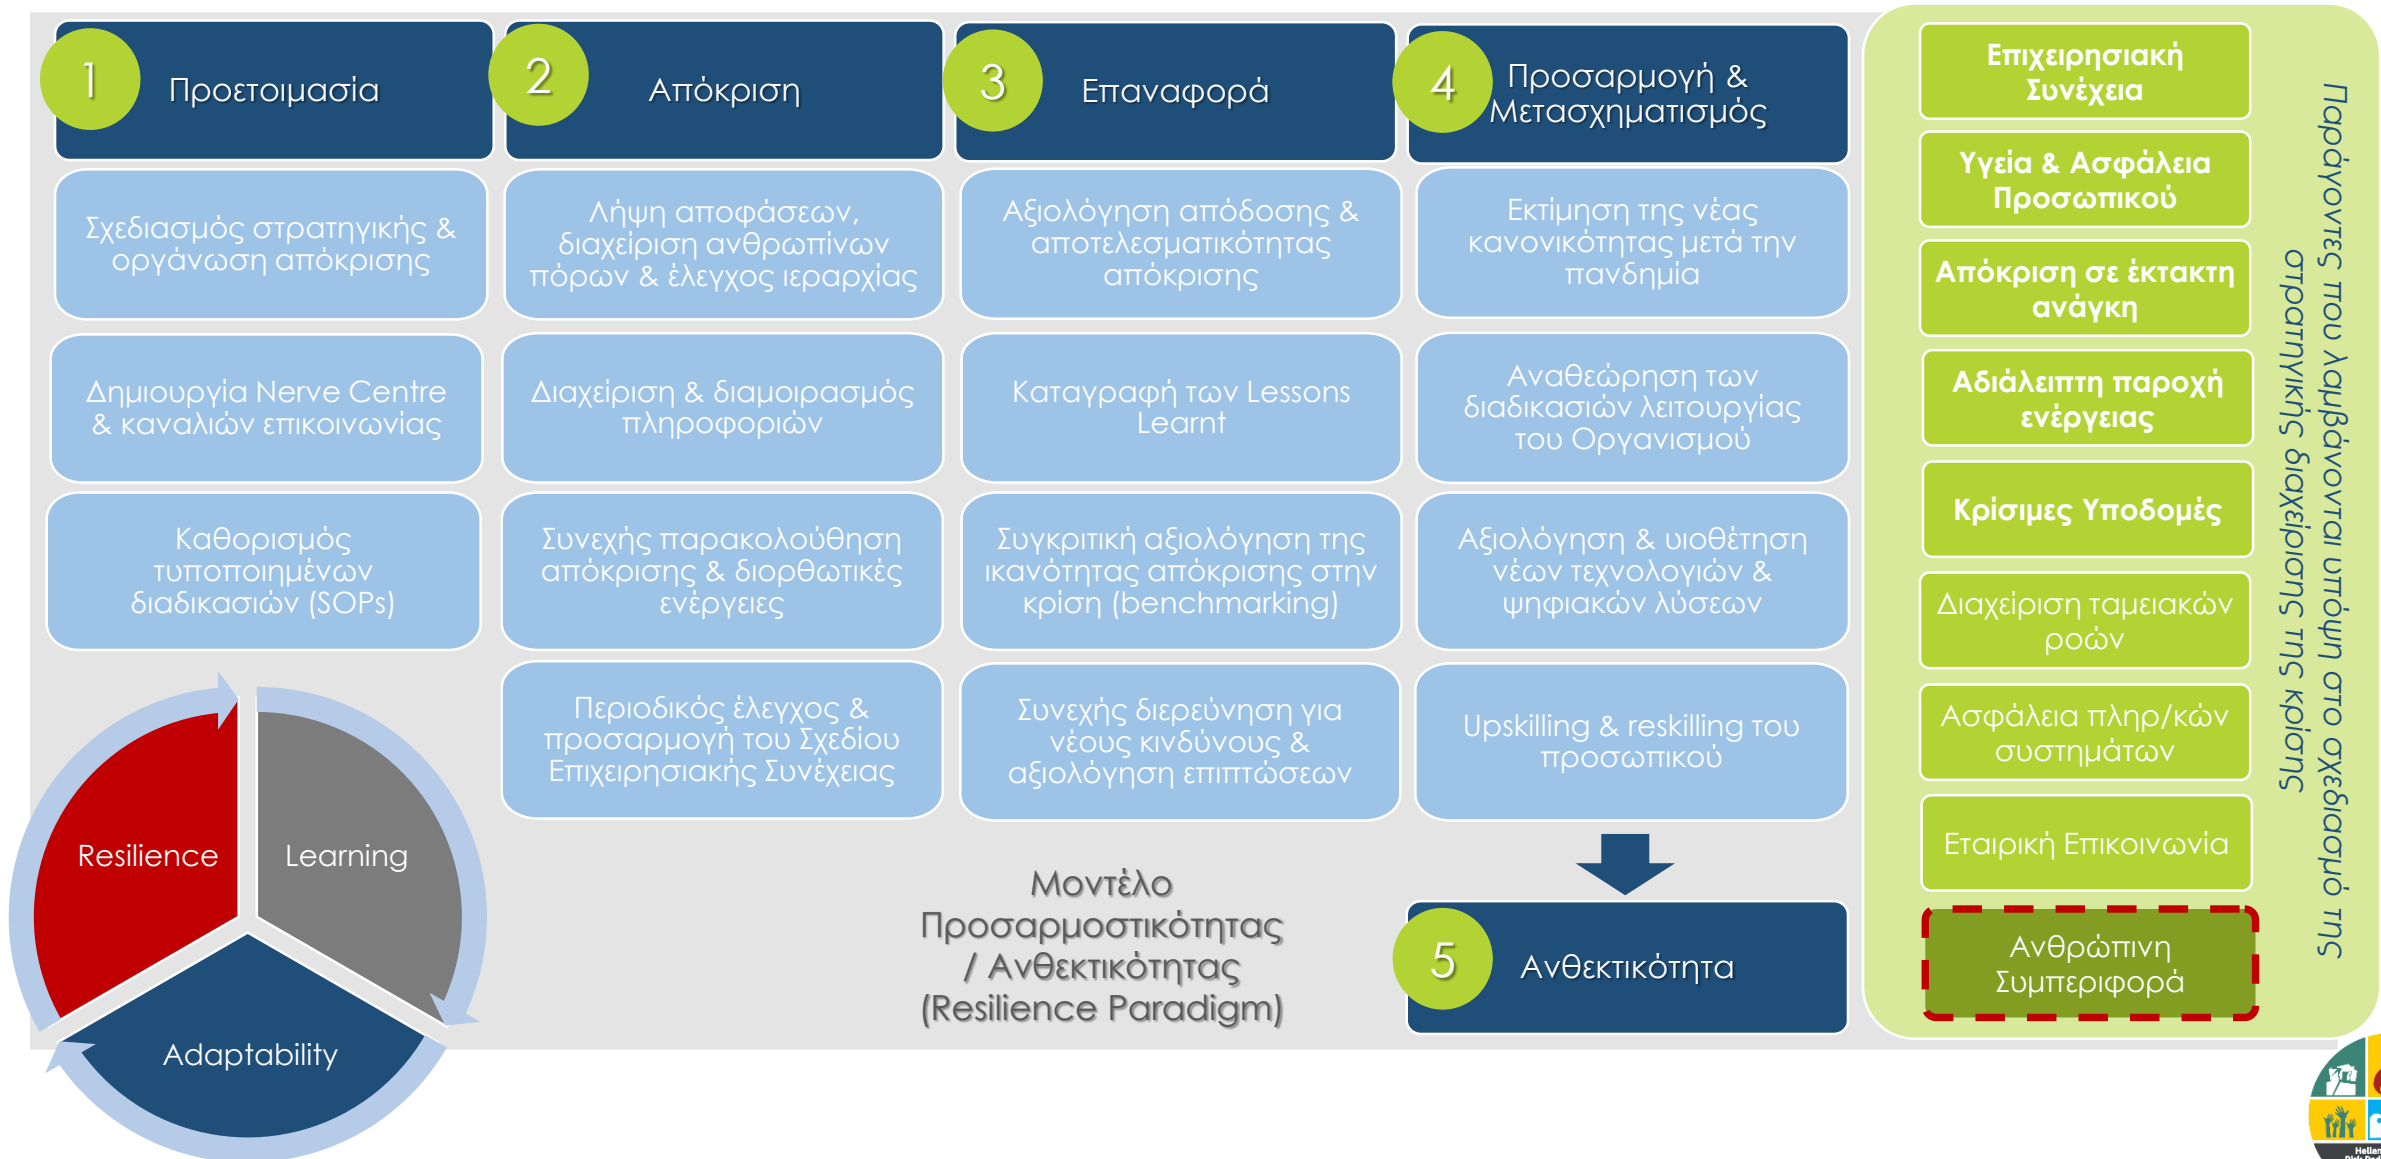 1
Προετοιμασία
Σχεδιασμός στρατηγικής &
οργάνωση απόκρισης
Δημιουργία Nerve Centre
& καναλιών επικοινωνίας
Καθορισμός
τυποποιημένων
διαδικασιών (SOPs)
2
Απόκριση
Λήψη αποφάσεων,
διαχείριση ανθρωπίνων
πόρων & έλεγχος ιεραρχίας
Διαχείριση & διαμοιρασμός
πληροφοριών
Συνεχής παρακολούθηση
απόκρισης & διορθωτικές
ενέργειες
Περιοδικός έλεγχος &
προσαρμογή του Σχεδίου
Επιχειρησιακής Συνέχειας
3
Επαναφορά
Αξιολόγηση απόδοσης &
αποτελεσματικότητας
απόκρισης
Καταγραφή των Lessons
Learnt
Συγκριτική αξιολόγηση της
ικανότητας απόκρισης στην
κρίση (benchmarking)
Συνεχής διερεύνηση για
νέους κινδύνους &
αξιολόγηση επιπτώσεων
4
Προσαρμογή &
Μετασχηματισμός
Εκτίμηση της νέας
κανονικότητας μετά την
πανδημία
Αναθεώρηση των
διαδικασιών λειτουργίας
του Οργανισμού
Αξιολόγηση & υιοθέτηση
νέων τεχνολογιών &
ψηφιακών λύσεων
Upskilling & reskilling του
προσωπικού
5
Ανθεκτικότητα
Resilience
Learning
Adaptability
Μοντέλο
Προσαρμοστικότητας
/ Ανθεκτικότητας
(Resilience Paradigm)
Επιχειρησιακή
Συνέχεια
Υγεία & Ασφάλεια
Προσωπικού
Απόκριση σε έκτακτη
ανάγκη
Αδιάλειπτη παροχή
ενέργειας
Κρίσιμες Υποδομές
Διαχείριση ταμειακών
ροών
Ασφάλεια πληρ/κών
συστημάτων
Εταιρική Επικοινωνία
Ανθρώπινη
Συμπεριφορά
Παράγοντες που λαμβάνονται υπόψη στο σχεδιασμό της
στρατηγικής διαχείρισης της κρίσης